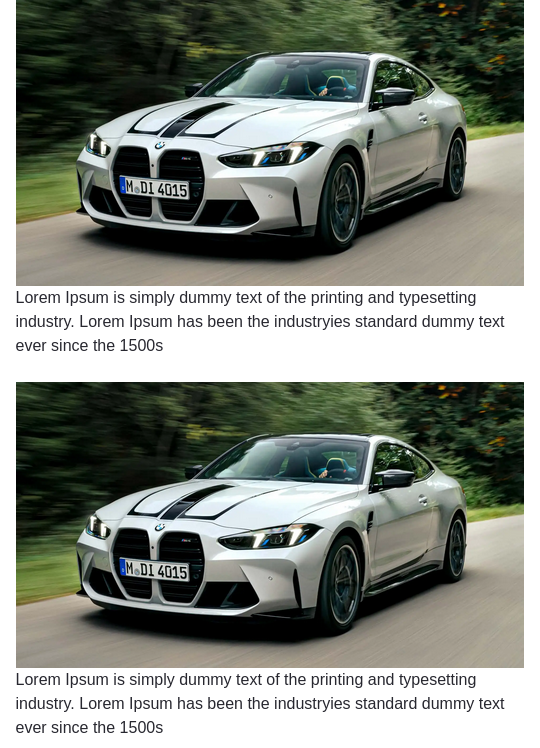 M DI 4015
Lorem Ipsum is simply dummy text of the printing and typesetting
industry. Lorem Ipsum has been the industryies standard dummy text
ever since the 1500s
M DI 4015
Lorem Ipsum is simply dummy text of the printing and typesetting
industry. Lorem Ipsum has been the industryies standard dummy text
ever since the 1500s